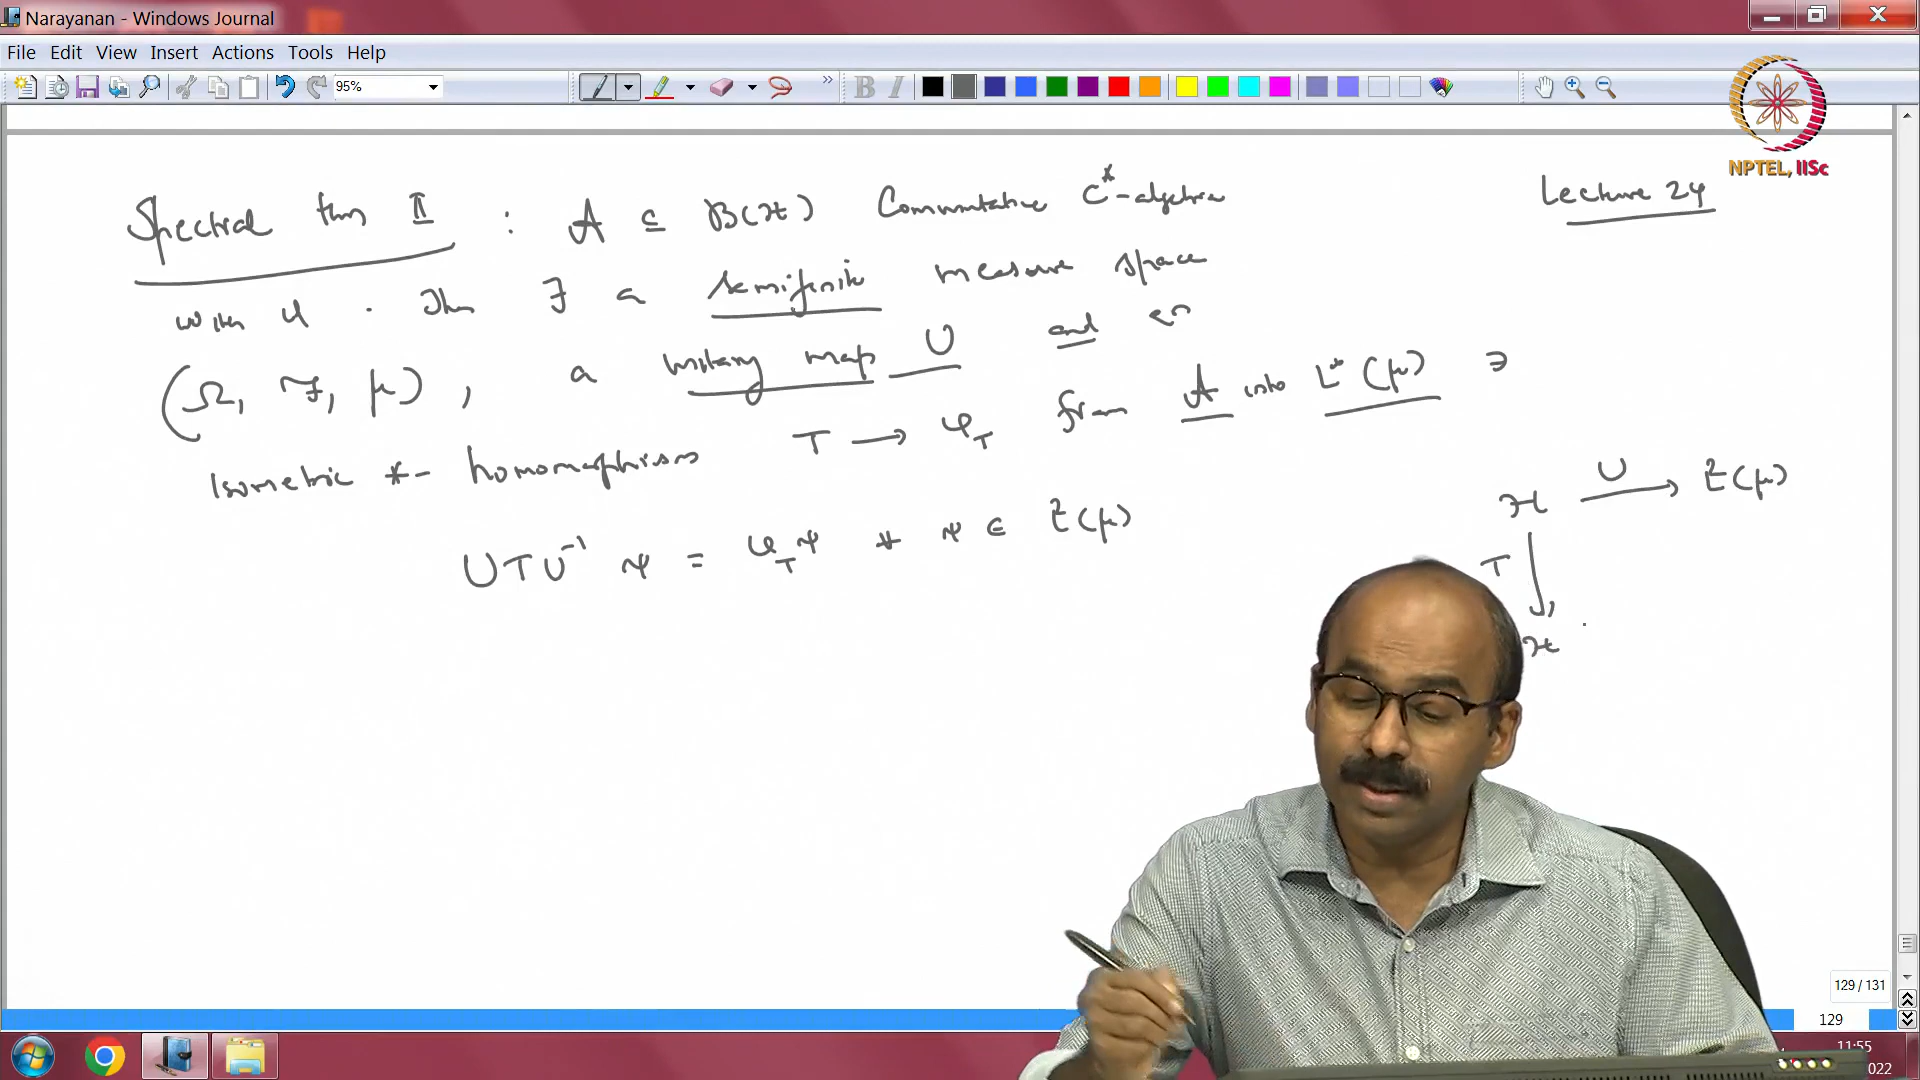 Narayanan - Windows Journal
File Edit View Insert Actions Tools Help
95%
B I
NPTEL, IISc
Lecture 24
Spectral thm II : A ⊆ B(H) Commutative C*-algebra
with 1 . Then ∃ a semifinite measure space
(Ω, F, μ), a unitary map U and an
Isometric *- homomorphism T → φ_T from A into L^∞(μ) ∋
U T U⁻¹ ψ = φ_T ψ ∀ ψ ∈ L²(μ)
H U → L²(μ)
T ↓
H
129 / 131
129
11:55
2022